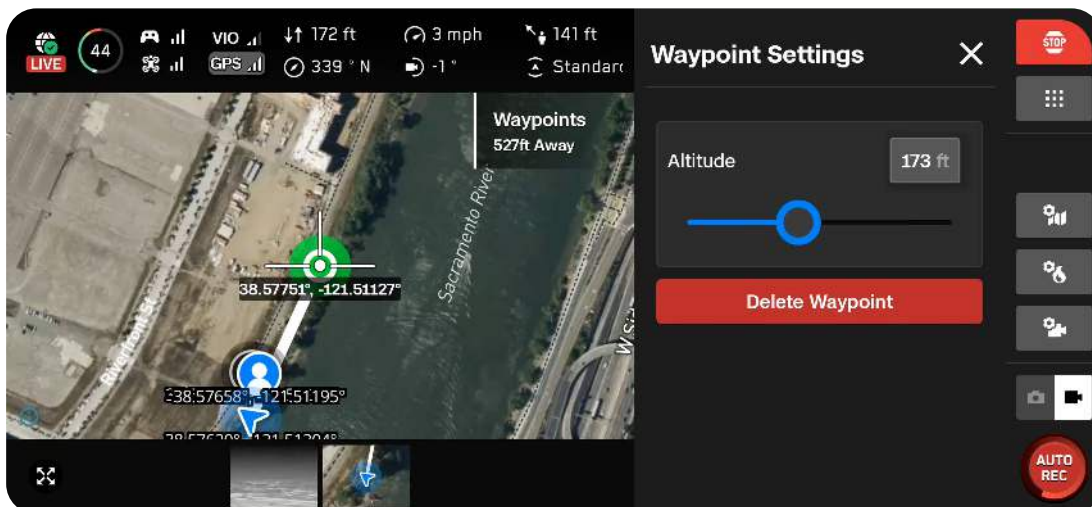 LIVE
44
VIO
GPS
172 ft
339 ° N
3 mph
-1 °
141 ft
Standard
Waypoints
527ft Away
Sacramento River
Riverfront St
38.57751°, -121.51127°
38.57658°, -121.51195°
Waypoint Settings
Altitude
173 ft
Delete Waypoint
STOP
AUTO
REC